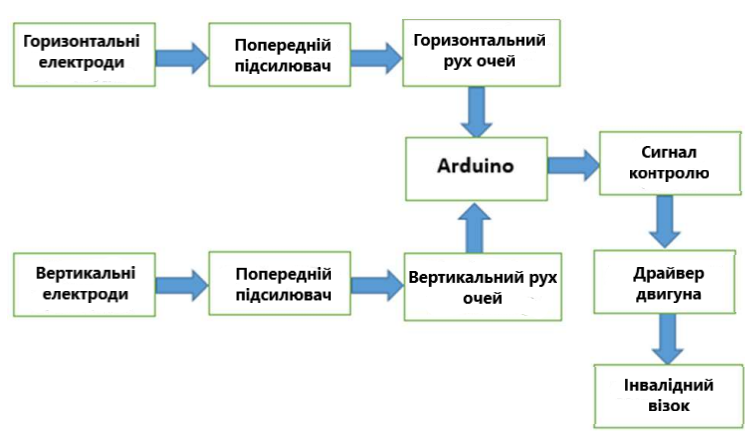 Горизонтальні
електроди
Попередній
підсилювач
Горизонтальний
рух очей
Arduino
Сигнал
контролю
Вертикальні
електроди
Попередній
підсилювач
Вертикальний рух
очей
Драйвер
двигуна
Інвалідний
візок